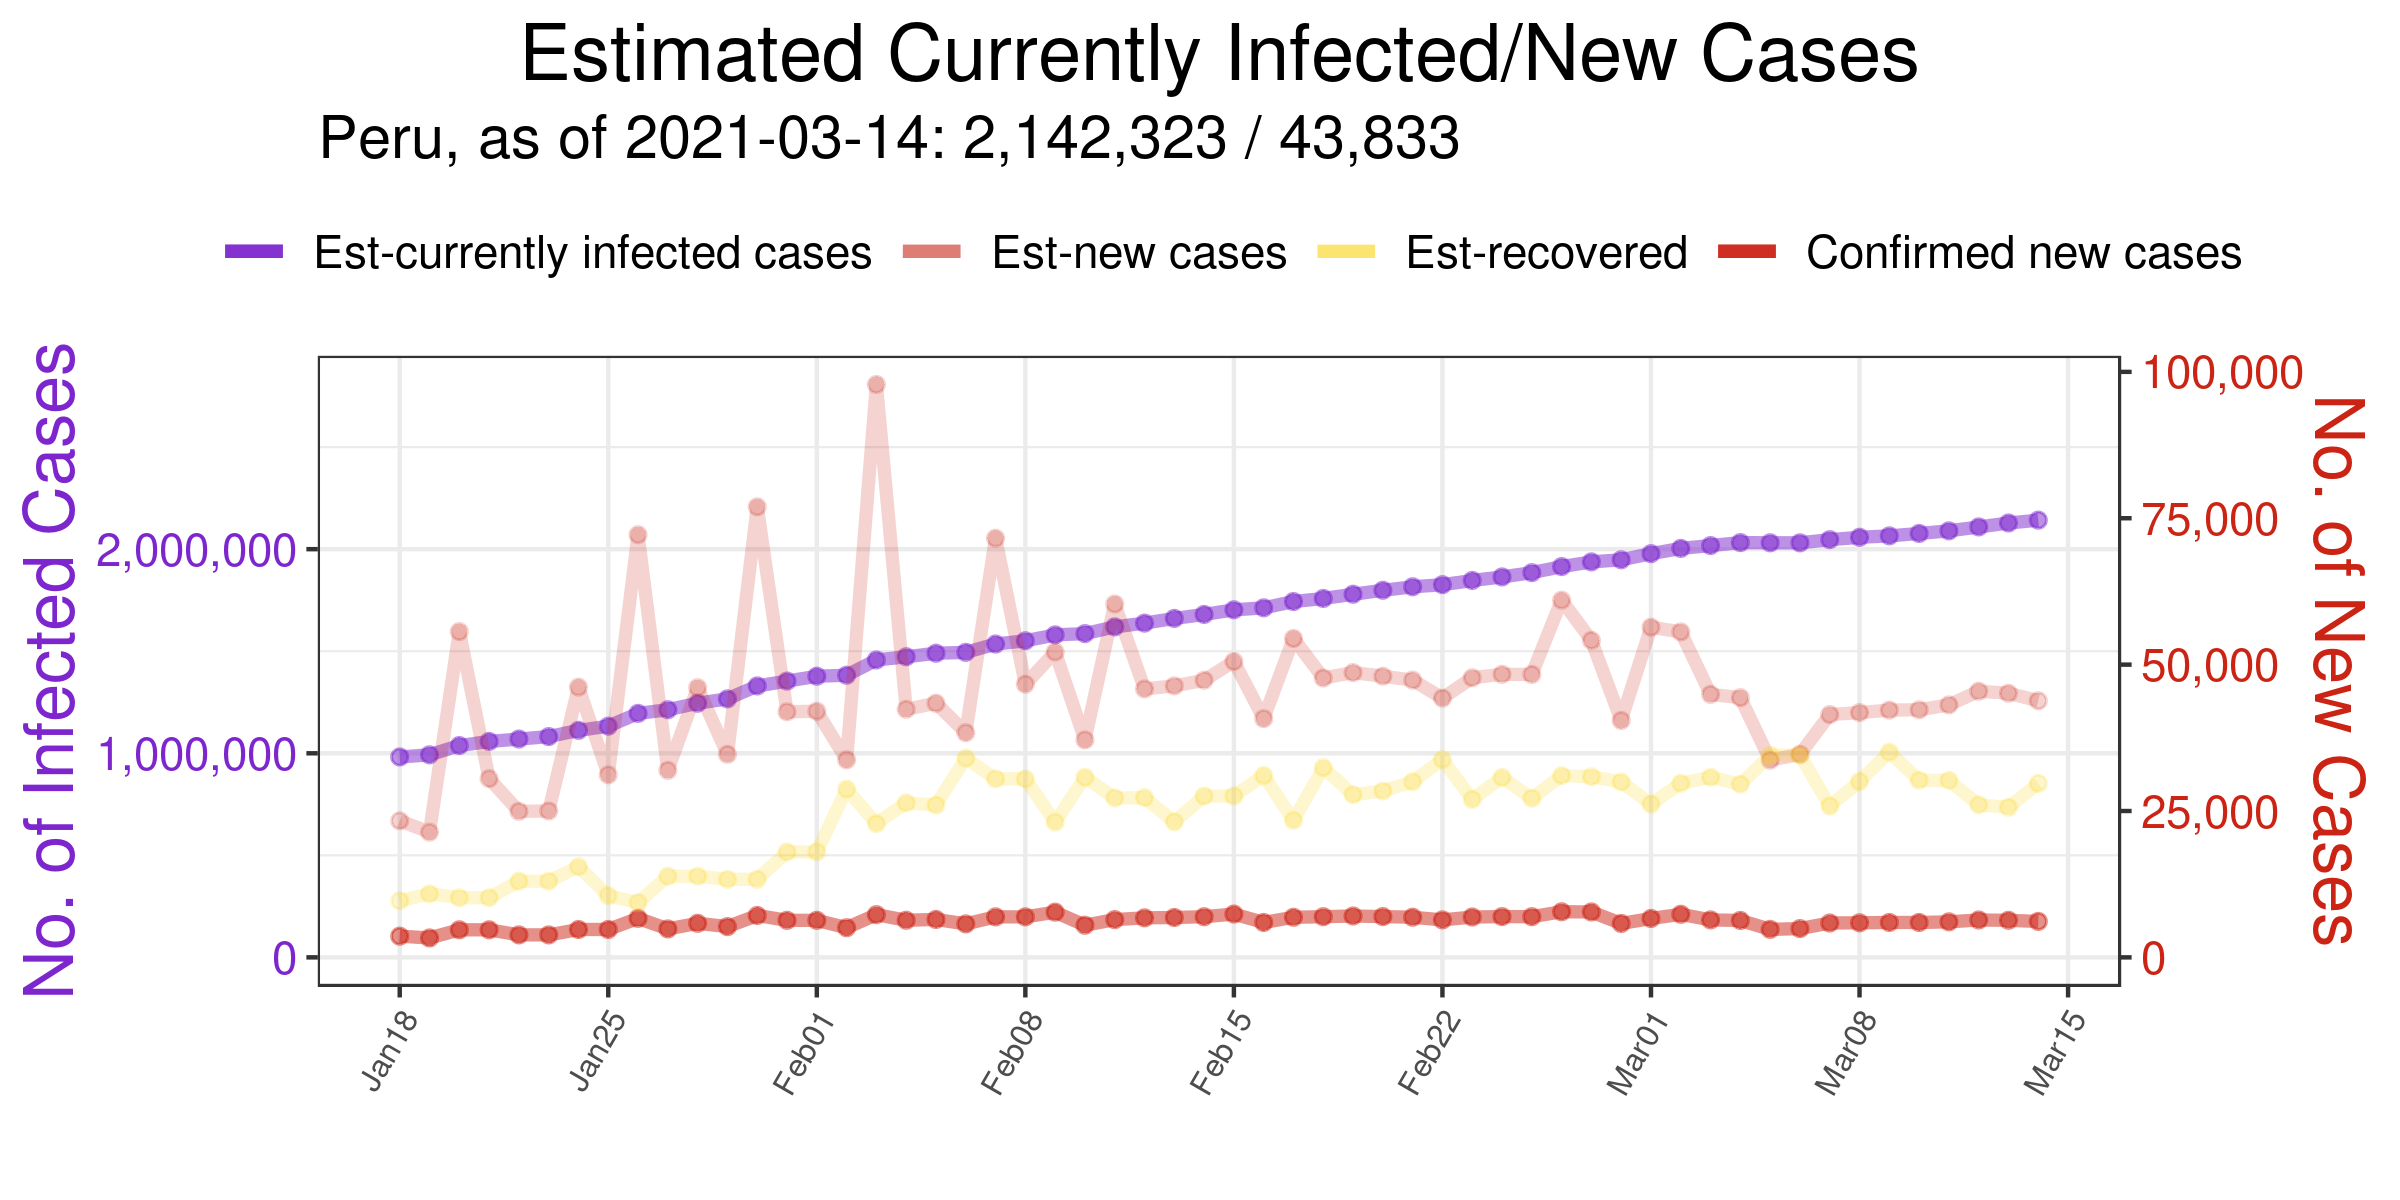 Estimated Currently Infected/New Cases
Peru, as of 2021-03-14: 2,142,323 / 43,833
Est-currently infected cases Est-new cases Est-recovered Confirmed new cases
No. of Infected Cases
2,000,000
1,000,000
0
100,000
75,000
50,000
25,000
0
No. of New Cases
Jan18 Jan25 Feb01 Feb08 Feb15 Feb22 Mar01 Mar08 Mar15